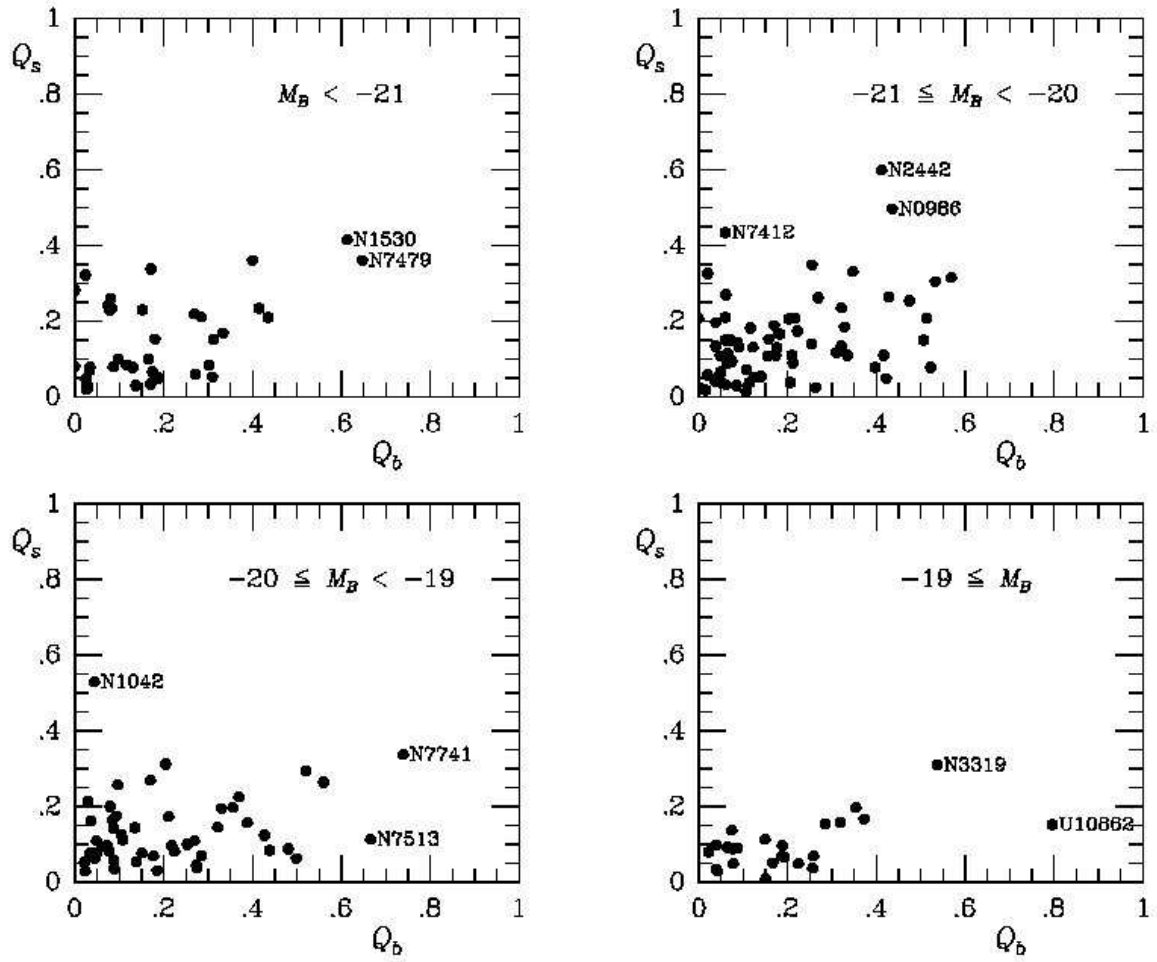 1
Q_s
.8
M_B < −21
.6
.4
N1530
N7479
.2
0
0 .2 .4 .6 .8 1
Q_b
1
Q_s
.8
−21 ≦ M_B < −20
.6
N2442
N0986
.4
N7412
.2
0
0 .2 .4 .6 .8 1
Q_b
1
Q_s
.8
−20 ≦ M_B < −19
.6
N1042
.4
N7741
.2
N7513
0
0 .2 .4 .6 .8 1
Q_b
1
Q_s
.8
−19 ≦ M_B
.6
.4
N3319
.2
U10862
0
0 .2 .4 .6 .8 1
Q_b